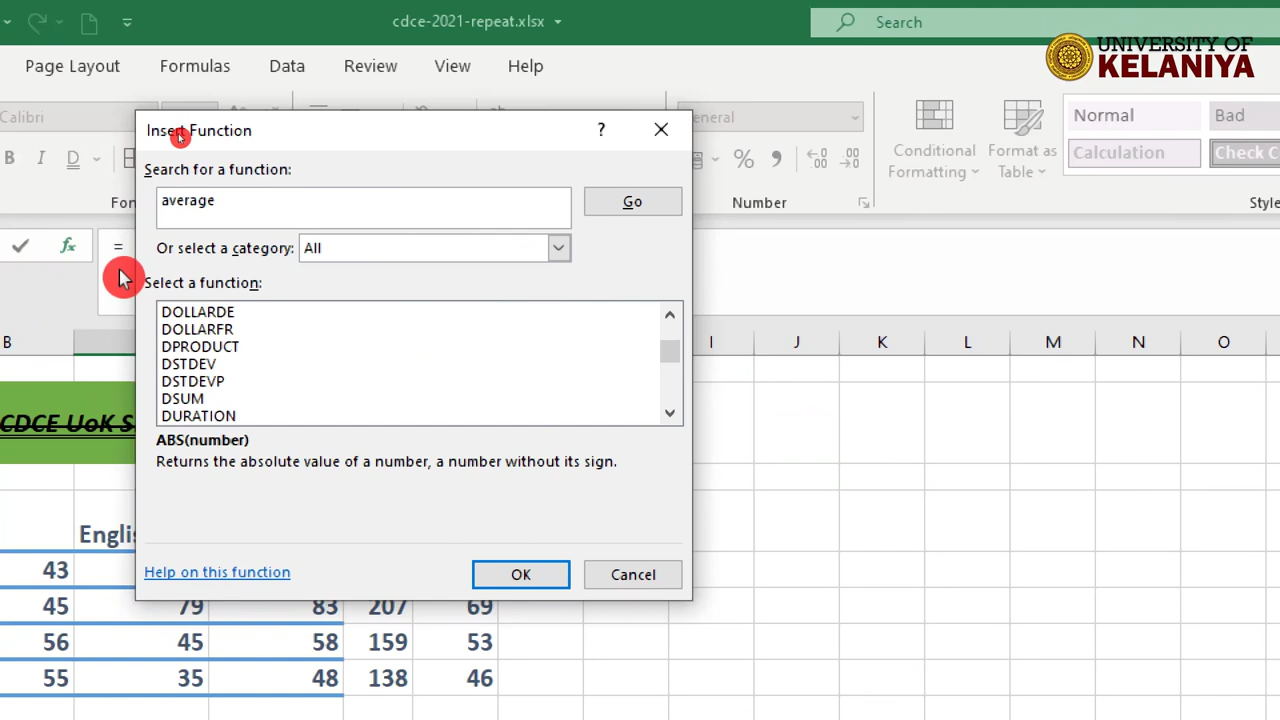 cdce-2021-repeat.xlsx
Search
UNIVERSITY OF
KELANIYA
Page Layout Formulas Data Review View Help
Calibri
Insert Function
?
Search for a function:
average
Go
Or select a category: All
Select a function:
DOLLARDE
DOLLARFR
DPRODUCT
DSTDEV
DSTDEVP
DSUM
DURATION
ABS(number)
Returns the absolute value of a number, a number without its sign.
Help on this function
OK Cancel
B I D
% ,
Conditional
Formatting
Format as
Table
Normal Bad
Calculation
Number
fx =
B I J K L M N O
CDCE UoK S
43
45 79 83 207 69
56 45 58 159 53
55 35 48 138 46